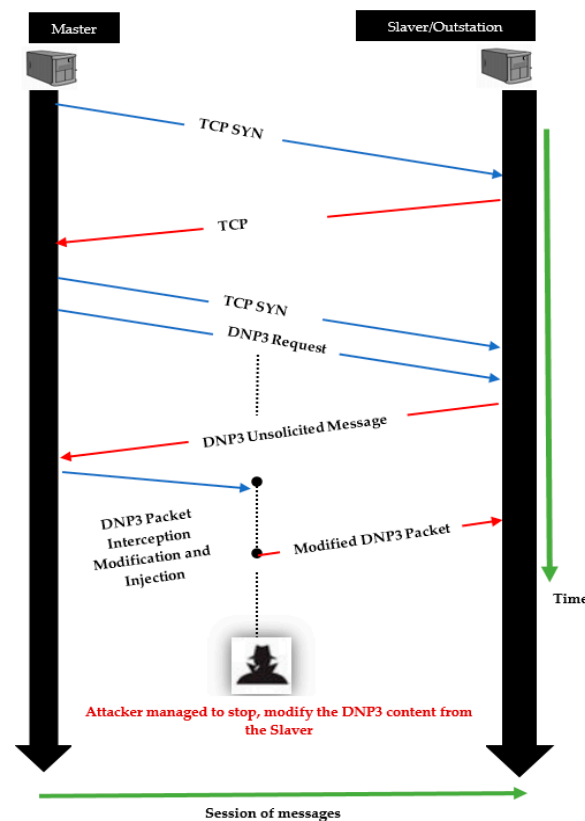 Master
Slaver/Outstation
TCP SYN
TCP
TCP SYN
DNP3 Request
DNP3 Unsolicited Message
DNP3 Packet
Interception
Modification and
Injection
Modified DNP3 Packet
Time
Attacker managed to stop, modify the DNP3 content from
the Slaver
Session of messages